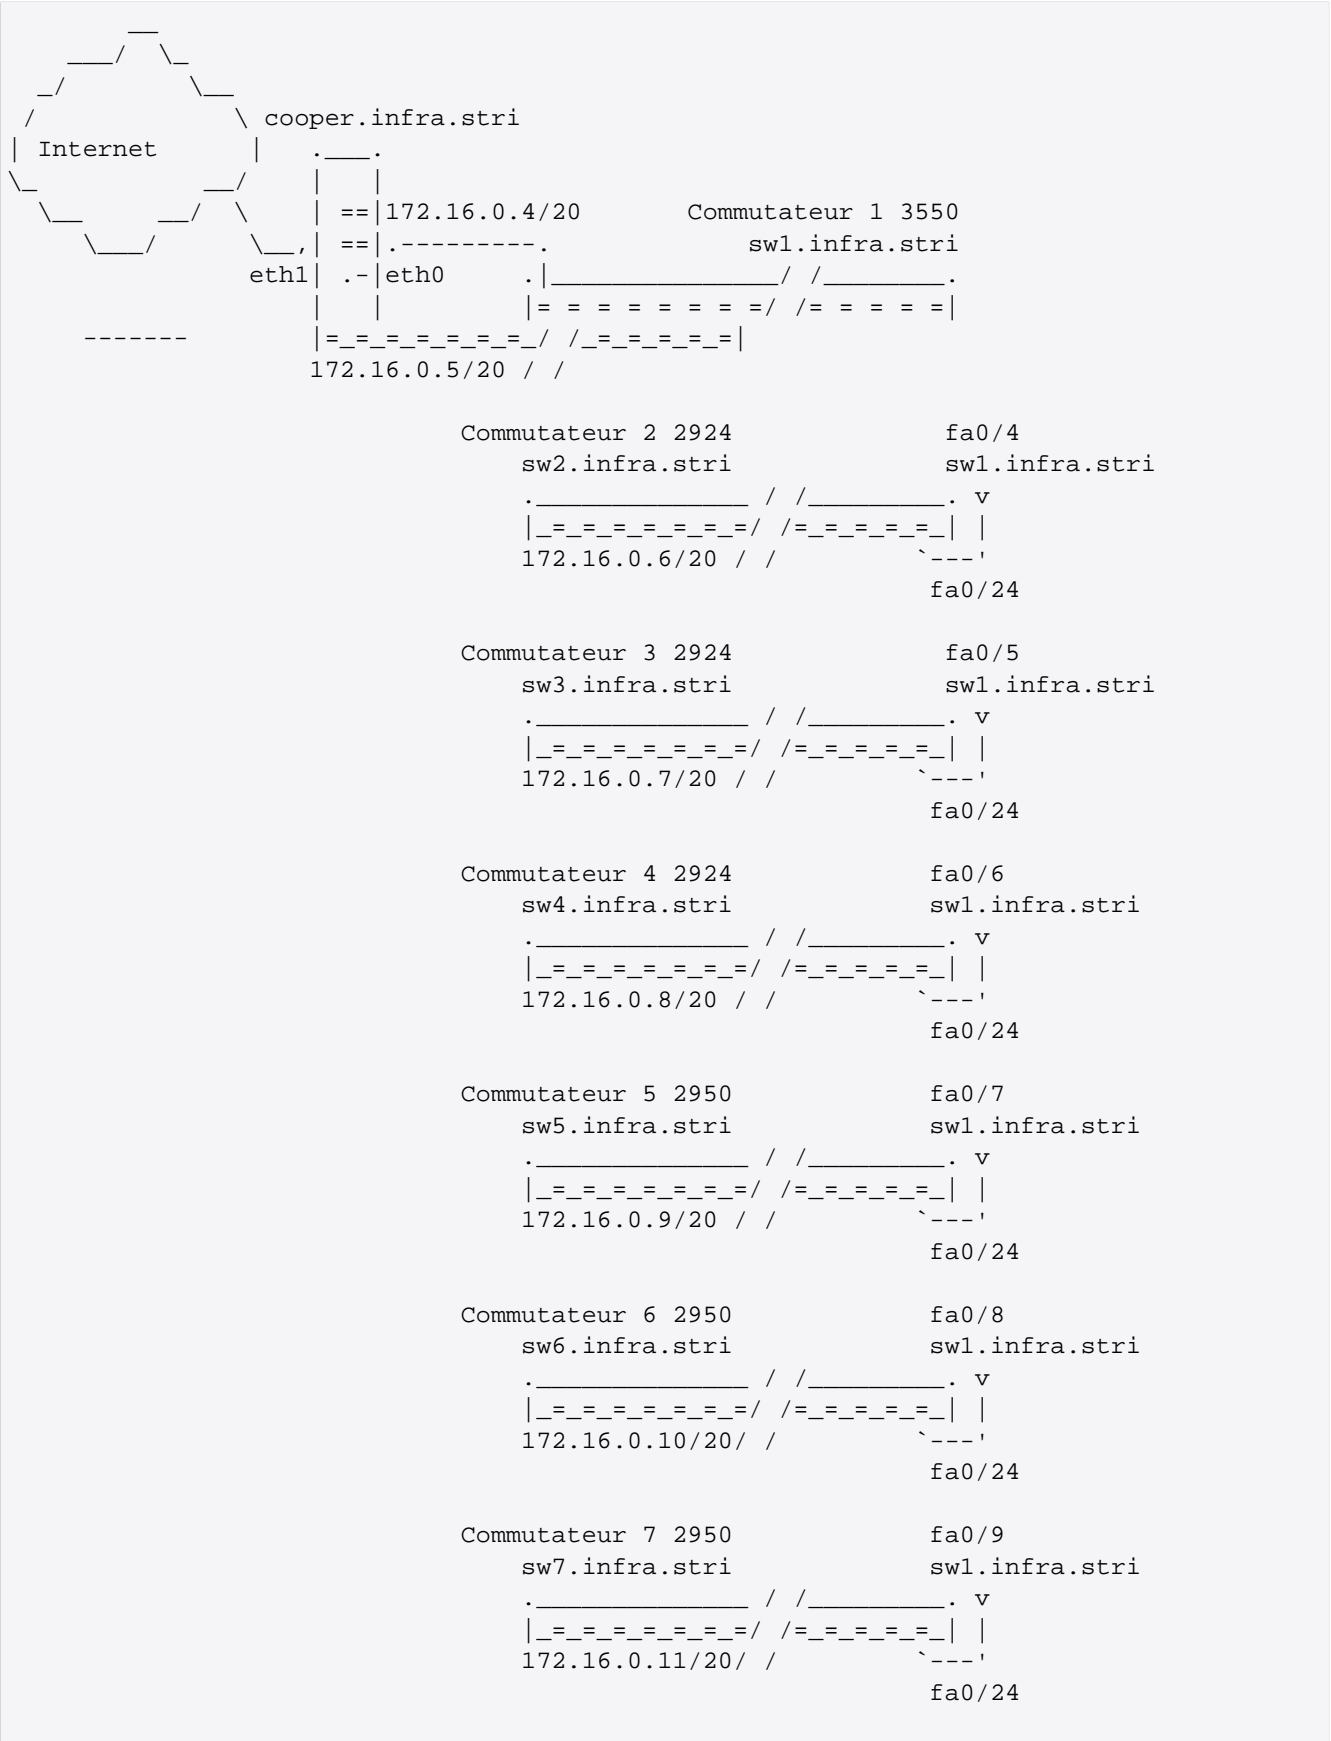 cooper.infra.stri
Internet
172.16.0.4/20 Commutateur 1 3550
sw1.infra.stri
eth1 eth0
172.16.0.5/20
Commutateur 2 2924 fa0/4
sw2.infra.stri sw1.infra.stri
172.16.0.6/20
fa0/24
Commutateur 3 2924 fa0/5
sw3.infra.stri sw1.infra.stri
172.16.0.7/20
fa0/24
Commutateur 4 2924 fa0/6
sw4.infra.stri sw1.infra.stri
172.16.0.8/20
fa0/24
Commutateur 5 2950 fa0/7
sw5.infra.stri sw1.infra.stri
172.16.0.9/20
fa0/24
Commutateur 6 2950 fa0/8
sw6.infra.stri sw1.infra.stri
172.16.0.10/20
fa0/24
Commutateur 7 2950 fa0/9
sw7.infra.stri sw1.infra.stri
172.16.0.11/20
fa0/24